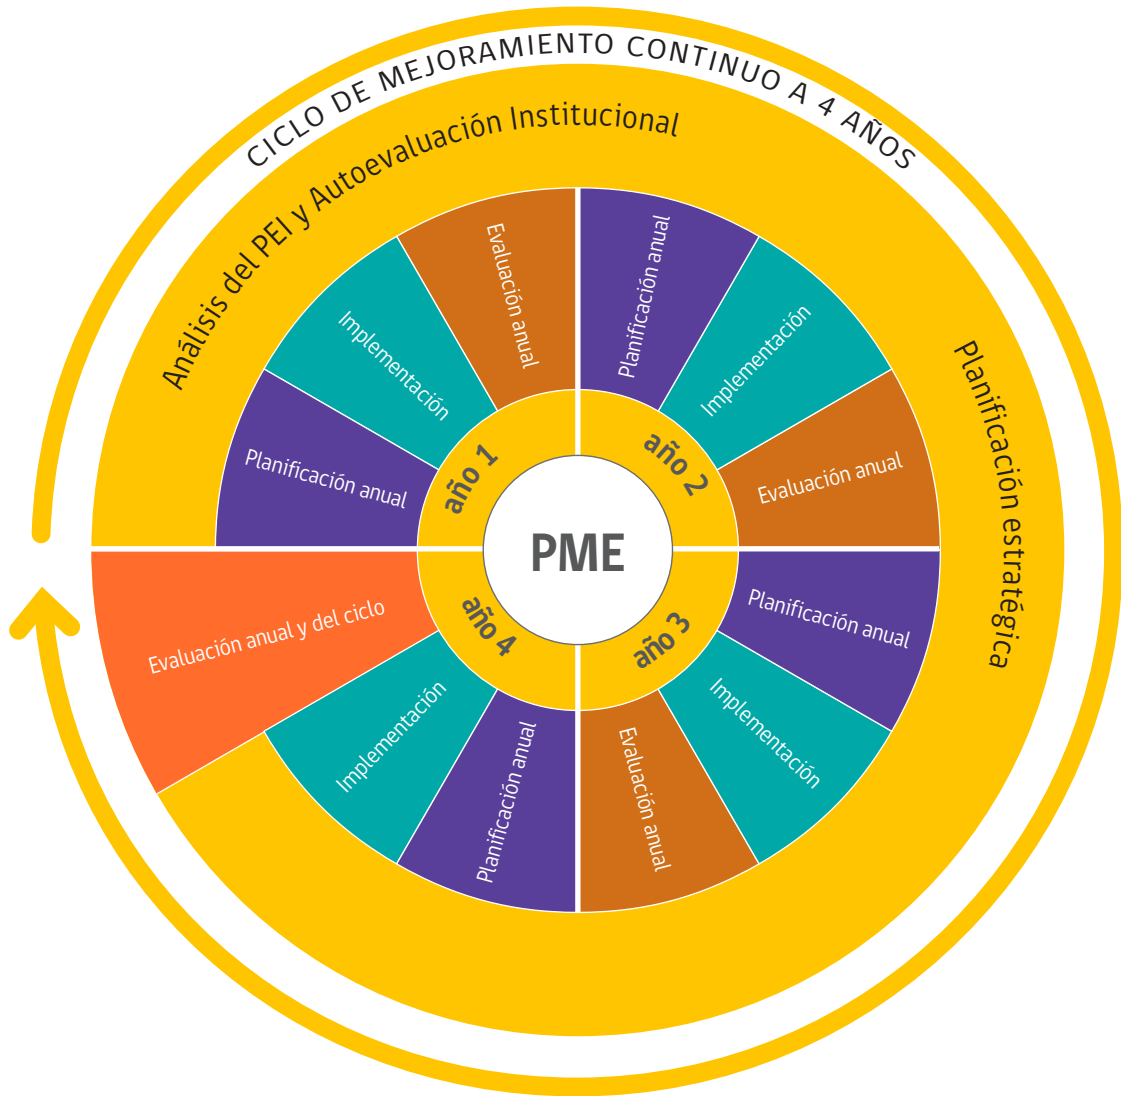 CICLO DE MEJORAMIENTO CONTINUO A 4 AÑOS
Análisis del PEI y Autoevaluación Institucional
Planificación estratégica
PME
año 1
Planificación anual
Implementación
Evaluación anual
año 2
Planificación anual
Implementación
Evaluación anual
año 3
Planificación anual
Implementación
Evaluación anual
año 4
Planificación anual
Implementación
Evaluación anual y del ciclo